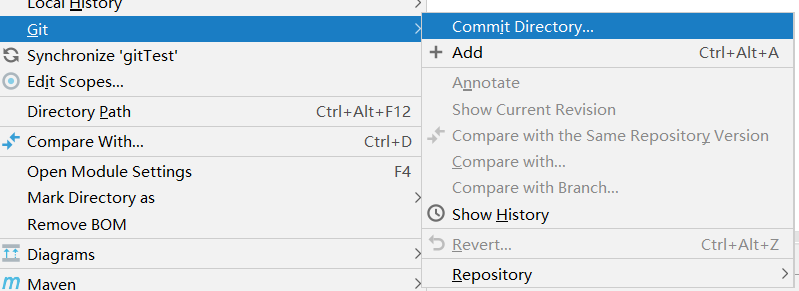 Local History
Git
Synchronize 'gitTest'
Edit Scopes...
Directory Path Ctrl+Alt+F12
Compare With... Ctrl+D
Open Module Settings F4
Mark Directory as
Remove BOM
Diagrams
Maven
Commit Directory...
Add Ctrl+Alt+A
Annotate
Show Current Revision
Compare with the Same Repository Version
Compare with...
Compare with Branch...
Show History
Revert... Ctrl+Alt+Z
Repository